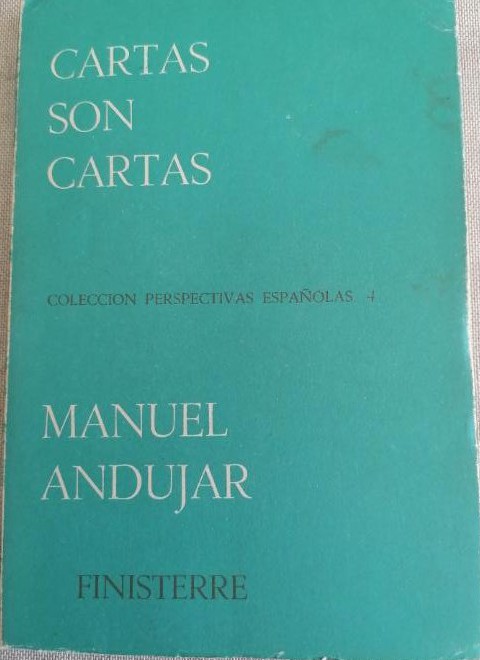 CARTAS
SON
CARTAS
COLECCION PERSPECTIVAS ESPAÑOLAS 4
MANUEL
ANDUJAR
FINISTERRE